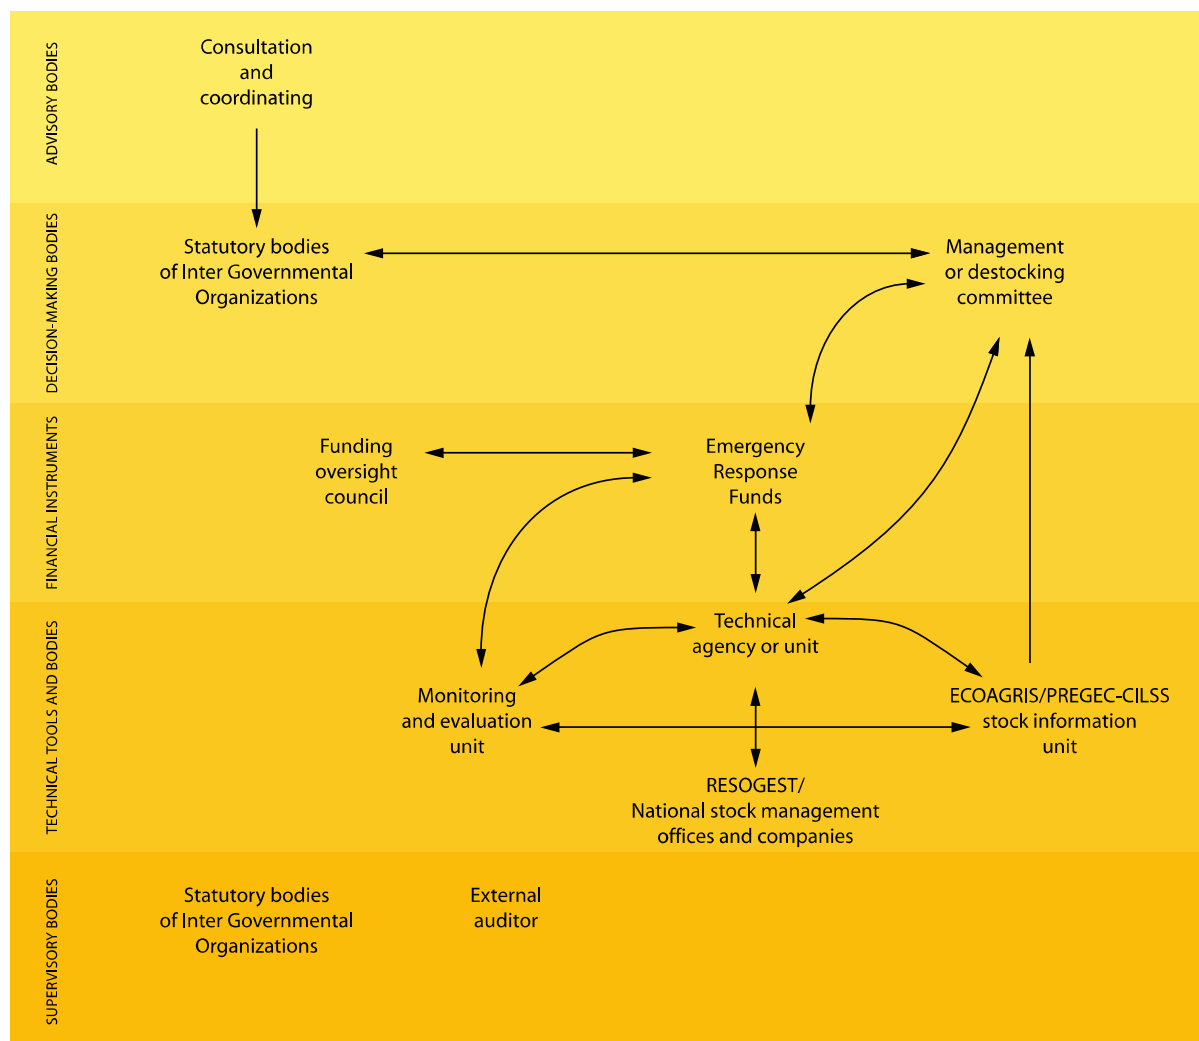 ADVISORY BODIES
Consultation
and
coordinating
DECISION-MAKING BODIES
Statutory bodies
of Inter Governmental
Organizations
Management
or destocking
committee
FINANCIAL INSTRUMENTS
Funding
oversight
council
Emergency
Response
Funds
TECHNICAL TOOLS AND BODIES
Technical
agency or unit
Monitoring
and evaluation
unit
ECOAGRIS/PREGEC-CILSS
stock information
unit
RESOGEST/
National stock management
offices and companies
SUPERVISORY BODIES
Statutory bodies
of Inter Governmental
Organizations
External
auditor